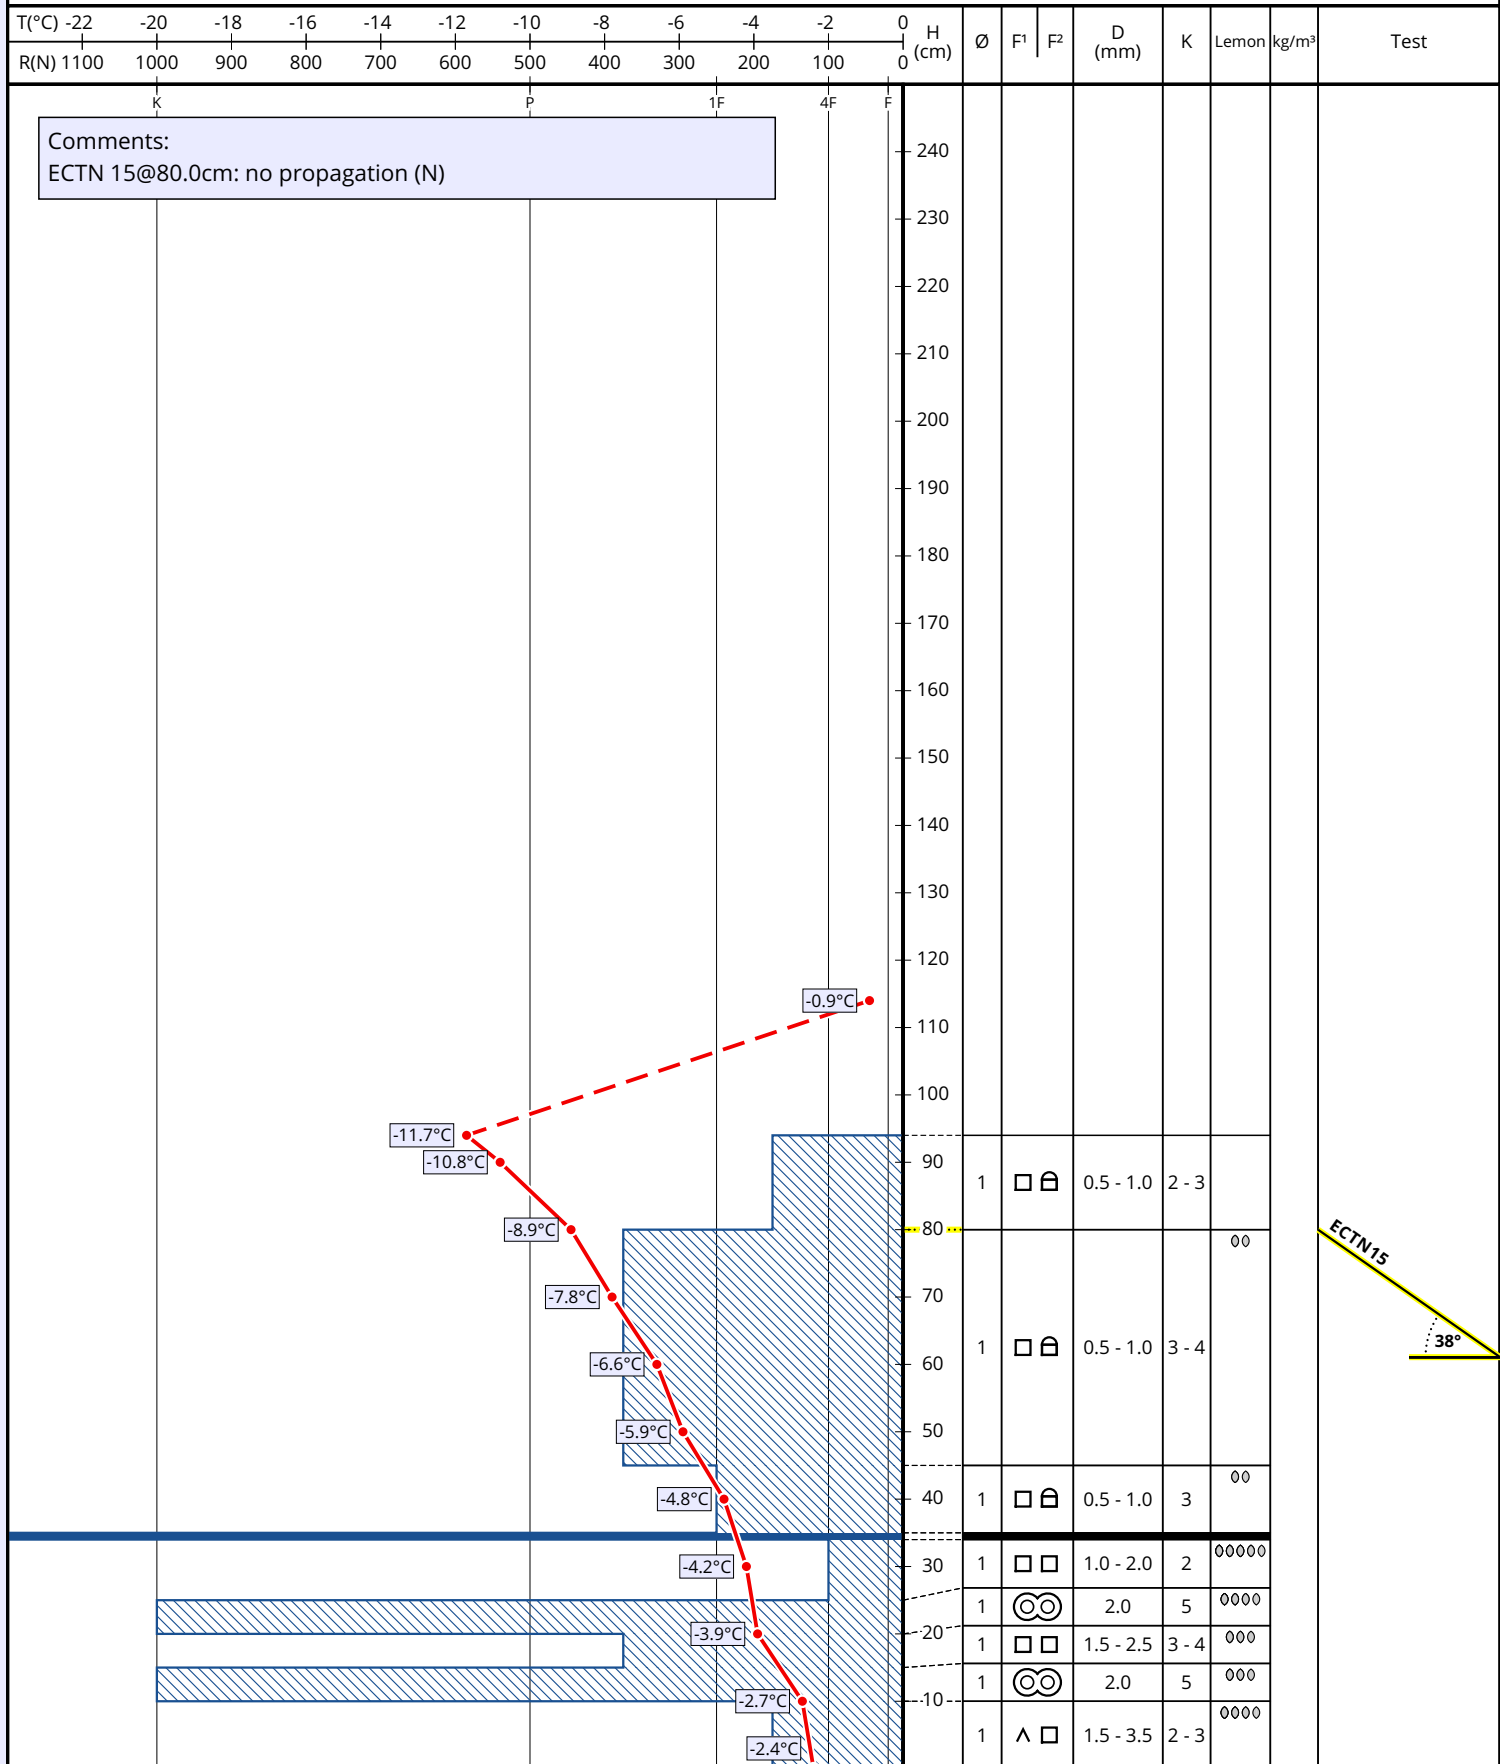 T(°C) -22 -20 -18 -16 -14 -12 -10 -8 -6 -4 -2 0
R(N) 1100 1000 900 800 700 600 500 400 300 200 100 0
H (cm) Ø F¹ F² D (mm) K Lemon kg/m³ Test
K P 1F 4F F
Comments:
ECTN 15@80.0cm: no propagation (N)
240
230
220
210
200
190
180
170
160
150
140
130
120
-0.9°C
110
100
-11.7°C
-10.8°C 90
1 0.5 - 1.0 2 - 3
-8.9°C 80
ECTN15
-7.8°C 70
38°
1 0.5 - 1.0 3 - 4
-6.6°C 60
-5.9°C 50
-4.8°C 40 1 0.5 - 1.0 3
-4.2°C 30 1 1.0 - 2.0 2
1 2.0 5
-3.9°C 20
1 1.5 - 2.5 3 - 4
1 2.0 5
-2.7°C 10
1 1.5 - 3.5 2 - 3
-2.4°C